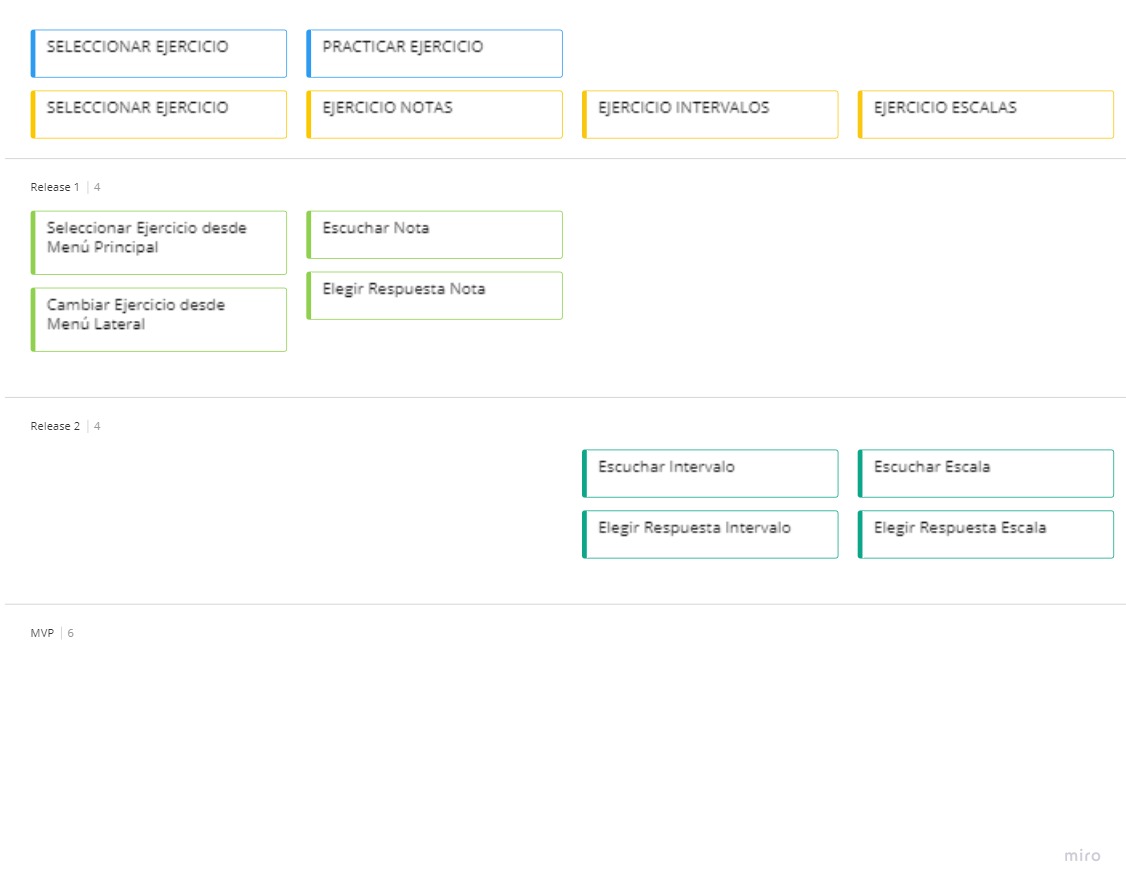 SELECCIONAR EJERCICIO
PRACTICAR EJERCICIO
SELECCIONAR EJERCICIO
EJERCICIO NOTAS
EJERCICIO INTERVALOS
EJERCICIO ESCALAS
Release 1 | 4
Seleccionar Ejercicio desde
Menú Principal
Escuchar Nota
Cambiar Ejercicio desde
Menú Lateral
Elegir Respuesta Nota
Release 2 | 4
Escuchar Intervalo
Escuchar Escala
Elegir Respuesta Intervalo
Elegir Respuesta Escala
MVP | 6
miro